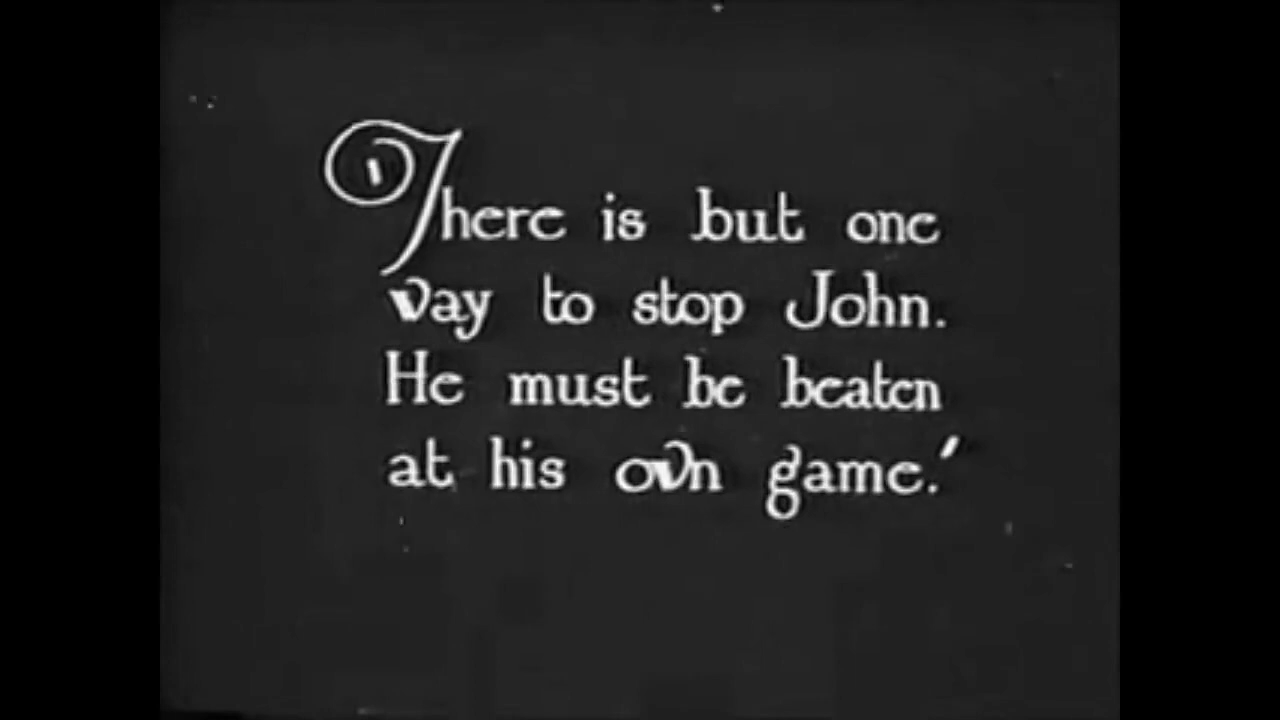 'There is but one
way to stop John.
He must be beaten
at his own game.'